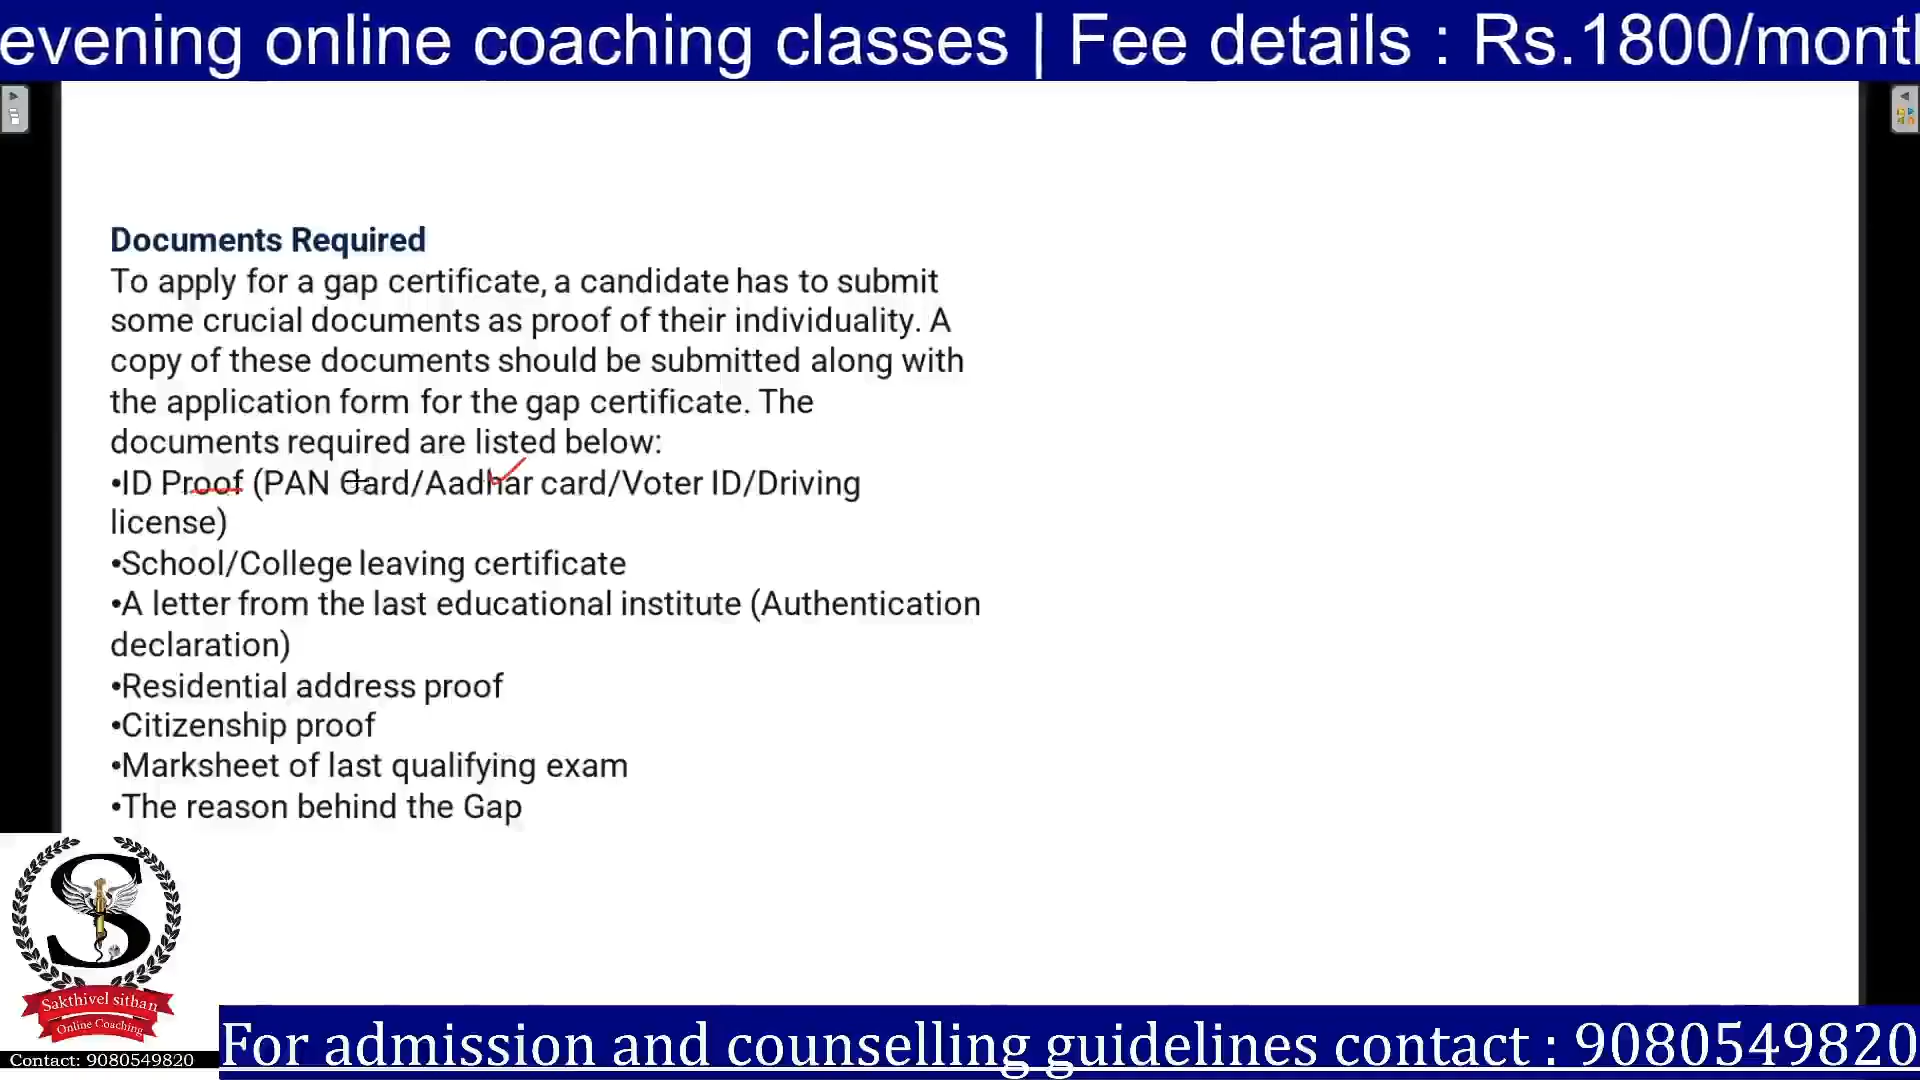 evening online coaching classes | Fee details : Rs.1800/month
Documents Required
To apply for a gap certificate, a candidate has to submit
some crucial documents as proof of their individuality. A
copy of these documents should be submitted along with
the application form for the gap certificate. The
documents required are listed below:
•ID Proof (PAN Card/Aadhar card/Voter ID/Driving
license)
•School/College leaving certificate
•A letter from the last educational institute (Authentication
declaration)
•Residential address proof
•Citizenship proof
•Marksheet of last qualifying exam
•The reason behind the Gap
S
Sakthivel sitban
Online Coaching
Contact: 9080549820
For admission and counselling guidelines contact : 9080549820